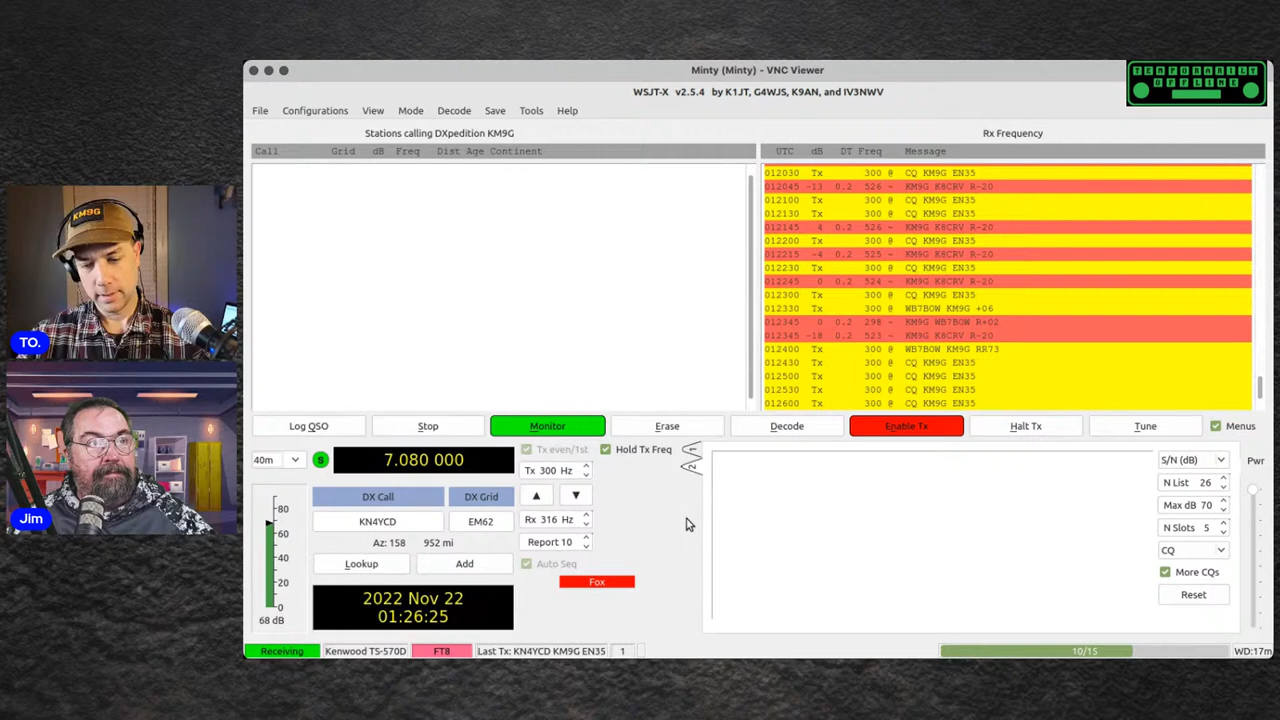 Minty (Minty) - VNC Viewer
TEMPORARILY
OFFLINE
WSJT-X v2.5.4 by K1JT, G4WJS, K9AN, and IV3NWV
File Configurations View Mode Decode Save Tools Help
Stations calling DXpedition KM9G
Rx Frequency
Call Grid dB Freq Dist Age Continent
UTC dB DT Freq Message
012030 Tx 300 @ CQ KM9G EN35
012045 -13 0.2 526 ~ KM9G K8CRV R-20
012100 Tx 300 @ CQ KM9G EN35
012130 Tx 300 @ CQ KM9G EN35
012145 4 0.2 526 ~ KM9G K8CRV R-20
012200 Tx 300 @ CQ KM9G EN35
012215 -4 0.2 525 ~ KM9G K8CRV R-20
012230 Tx 300 @ CQ KM9G EN35
012245 0 0.2 524 ~ KM9G K8CRV R-20
012300 Tx 300 @ CQ KM9G EN35
012330 Tx 300 @ WB7BOW KM9G +06
012345 0 0.2 298 ~ KM9G WB7BOW R+02
012345 -18 0.2 523 ~ KM9G K8CRV R-20
012400 Tx 300 @ WB7BOW KM9G RR73
012430 Tx 300 @ CQ KM9G EN35
012500 Tx 300 @ CQ KM9G EN35
012530 Tx 300 @ CQ KM9G EN35
012600 Tx 300 @ CQ KM9G EN35
KM9G
TO.
Jim
Log QSO Stop Monitor Erase Decode Enable Tx Halt Tx Tune Menus
40m S 7.080 000
Tx even/1st Hold Tx Freq
Tx 300 Hz
DX Call DX Grid
KN4YCD EM62
Rx 316 Hz
Az: 158 952 mi
Report 10
Lookup Add
Auto Seq
Fox
2022 Nov 22
01:26:25
80
60
40
20
0
68 dB
1
2
S/N (dB)
Pwr
N List 26
Max dB 70
N Slots 5
CQ
More CQs
Reset
Receiving Kenwood TS-570D FT8 Last Tx: KN4YCD KM9G EN35 1 10/15 WD:17m